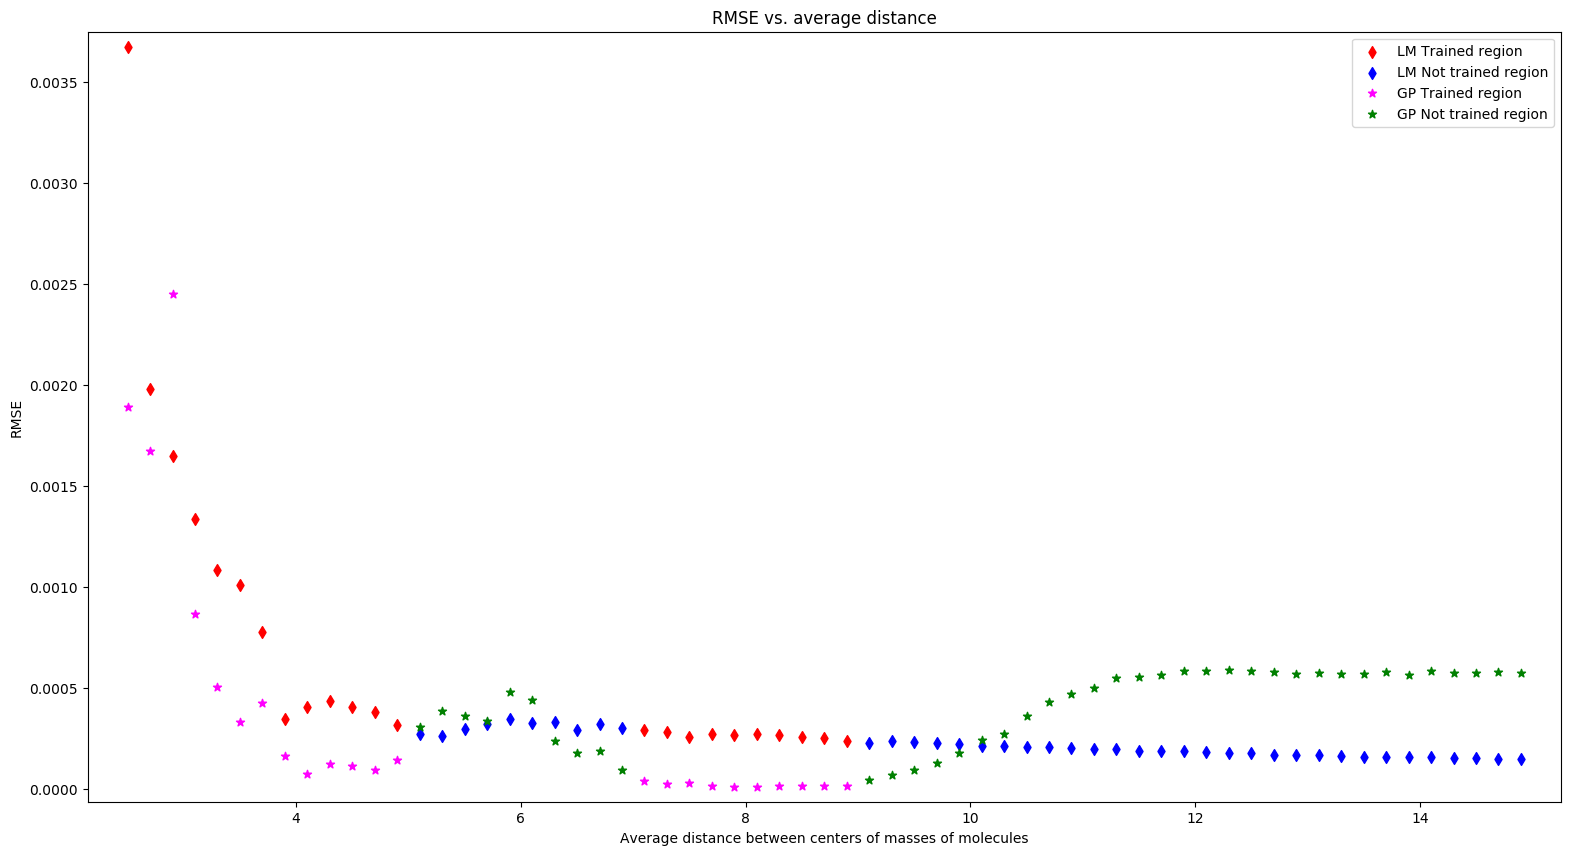 RMSE vs. average distance
LM Trained region
LM Not trained region
GP Trained region
GP Not trained region
0.0035
0.0030
0.0025
0.0020
0.0015
0.0010
0.0005
0.0000
RMSE
4
6
8
10
12
14
Average distance between centers of masses of molecules